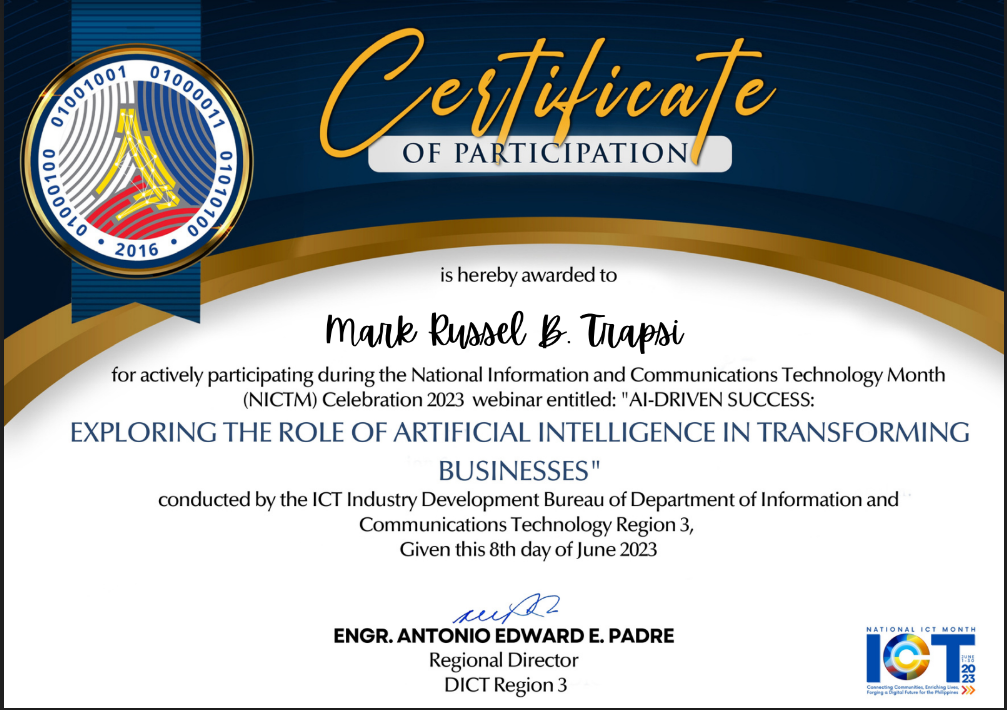 01001001 01000011 01010100 01000100 • 2016 •
Certificate
OF PARTICIPATION
is hereby awarded to
Mark Russel B. Trapsi
for actively participating during the National Information and Communications Technology Month
(NICTM) Celebration 2023 webinar entitled: "AI-DRIVEN SUCCESS:
EXPLORING THE ROLE OF ARTIFICIAL INTELLIGENCE IN TRANSFORMING
BUSINESSES"
conducted by the ICT Industry Development Bureau of Department of Information and
Communications Technology Region 3,
Given this 8th day of June 2023
ENGR. ANTONIO EDWARD E. PADRE
Regional Director
DICT Region 3
NATIONAL ICT MONTH
ICT
JUNE
1-30
20
23
Connecting Communities, Enriching Lives,
Forging a Digital Future for the Philippines